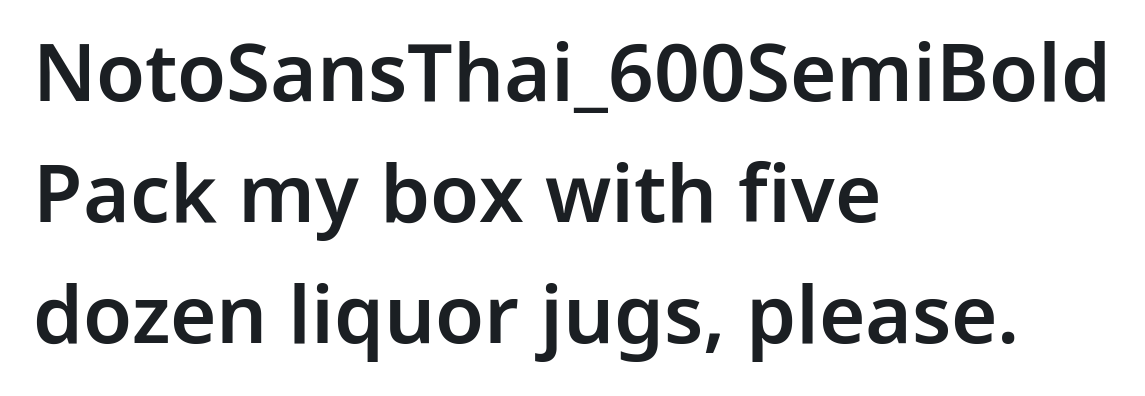 NotoSansThai_600SemiBold
Pack my box with five
dozen liquor jugs, please.